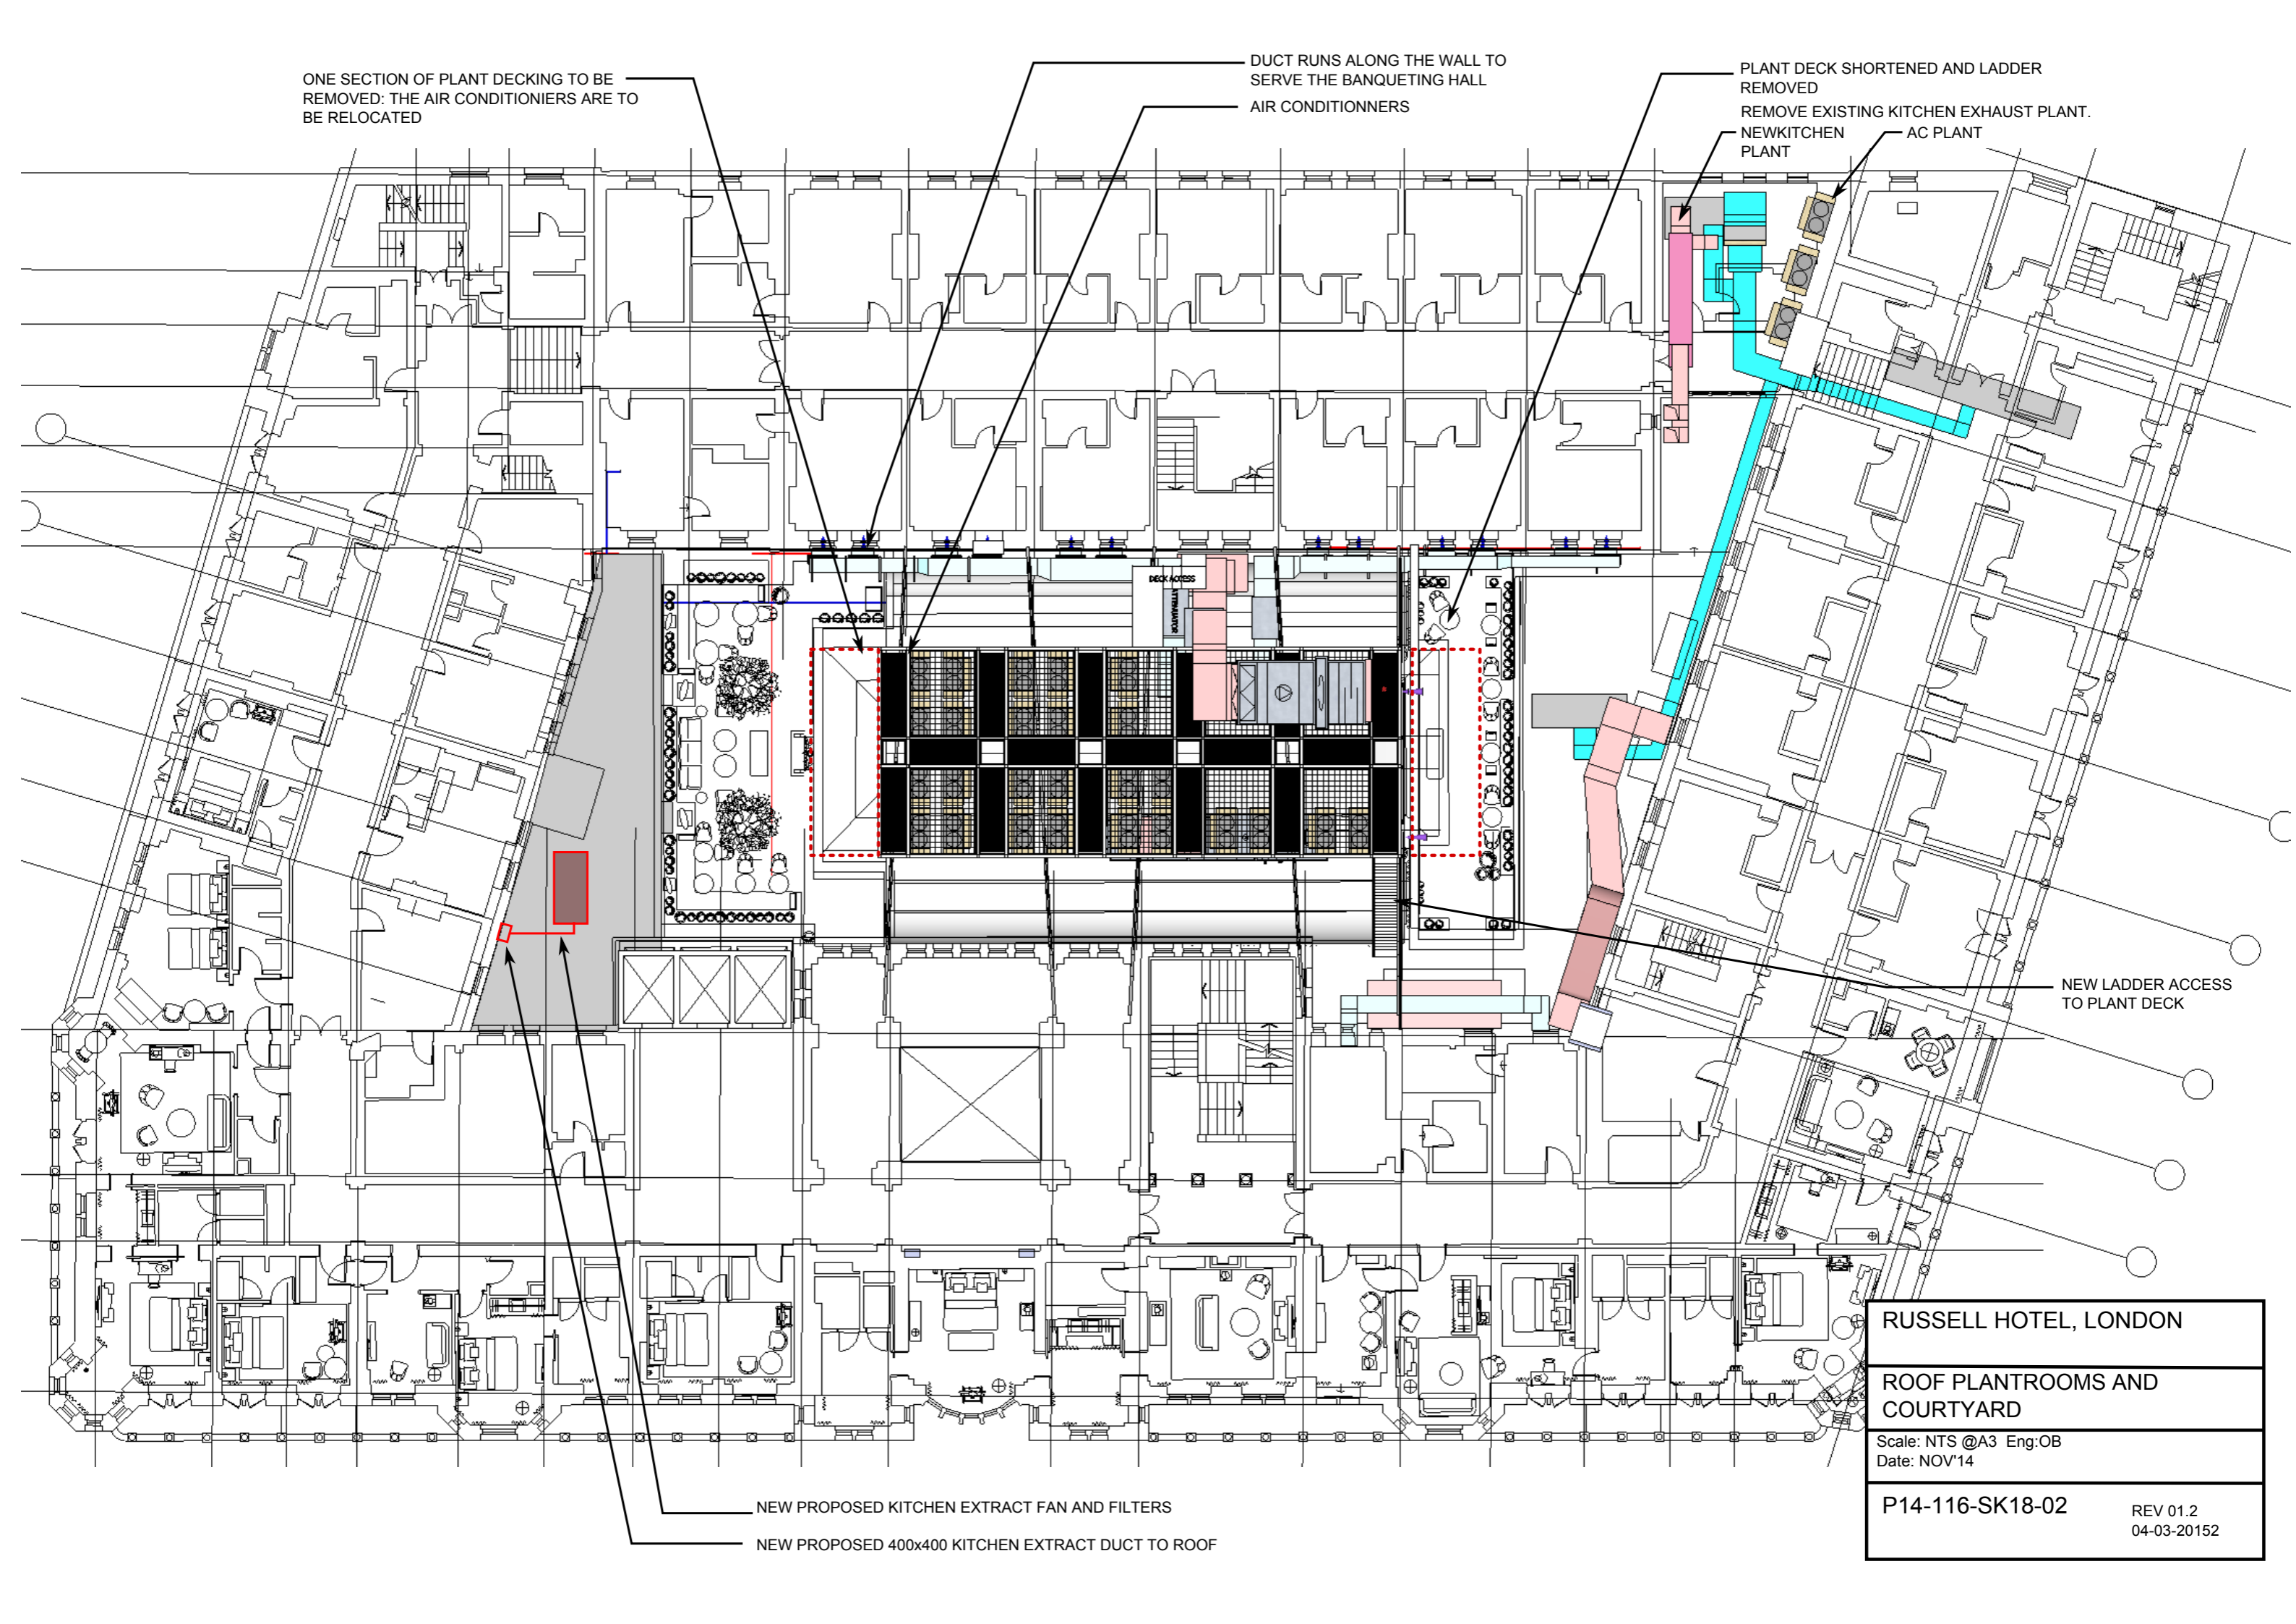 ONE SECTION OF PLANT DECKING TO BE
REMOVED: THE AIR CONDITIONIERS ARE TO
BE RELOCATED
DUCT RUNS ALONG THE WALL TO
SERVE THE BANQUETING HALL
AIR CONDITIONNERS
PLANT DECK SHORTENED AND LADDER
REMOVED
REMOVE EXISTING KITCHEN EXHAUST PLANT.
NEWKITCHEN
PLANT
AC PLANT
DECK ACCESS
ATTENUATOR
NEW LADDER ACCESS
TO PLANT DECK
NEW PROPOSED KITCHEN EXTRACT FAN AND FILTERS
NEW PROPOSED 400x400 KITCHEN EXTRACT DUCT TO ROOF
RUSSELL HOTEL, LONDON
ROOF PLANTROOMS AND
COURTYARD
Scale: NTS @A3 Eng:OB
Date: NOV'14
P14-116-SK18-02
REV 01.2
04-03-20152